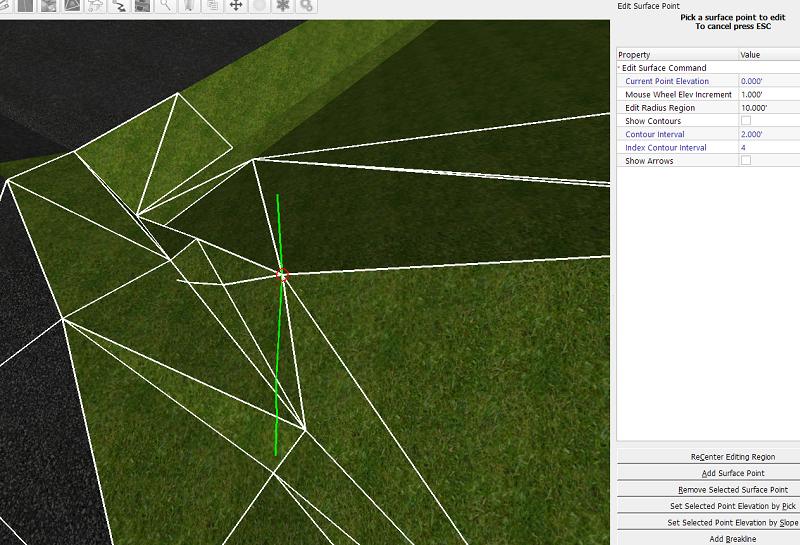 Edit Surface Point
Pick a surface point to edit
To cancel press ESC
Property Value
Edit Surface Command
Current Point Elevation 0.000'
Mouse Wheel Elev Increment 1.000'
Edit Radius Region 10.000'
Show Contours
Contour Interval 2.000'
Index Contour Interval 4
Show Arrows
ReCenter Editing Region
Add Surface Point
Remove Selected Surface Point
Set Selected Point Elevation by Pick
Set Selected Point Elevation by Slope
Add Breakline